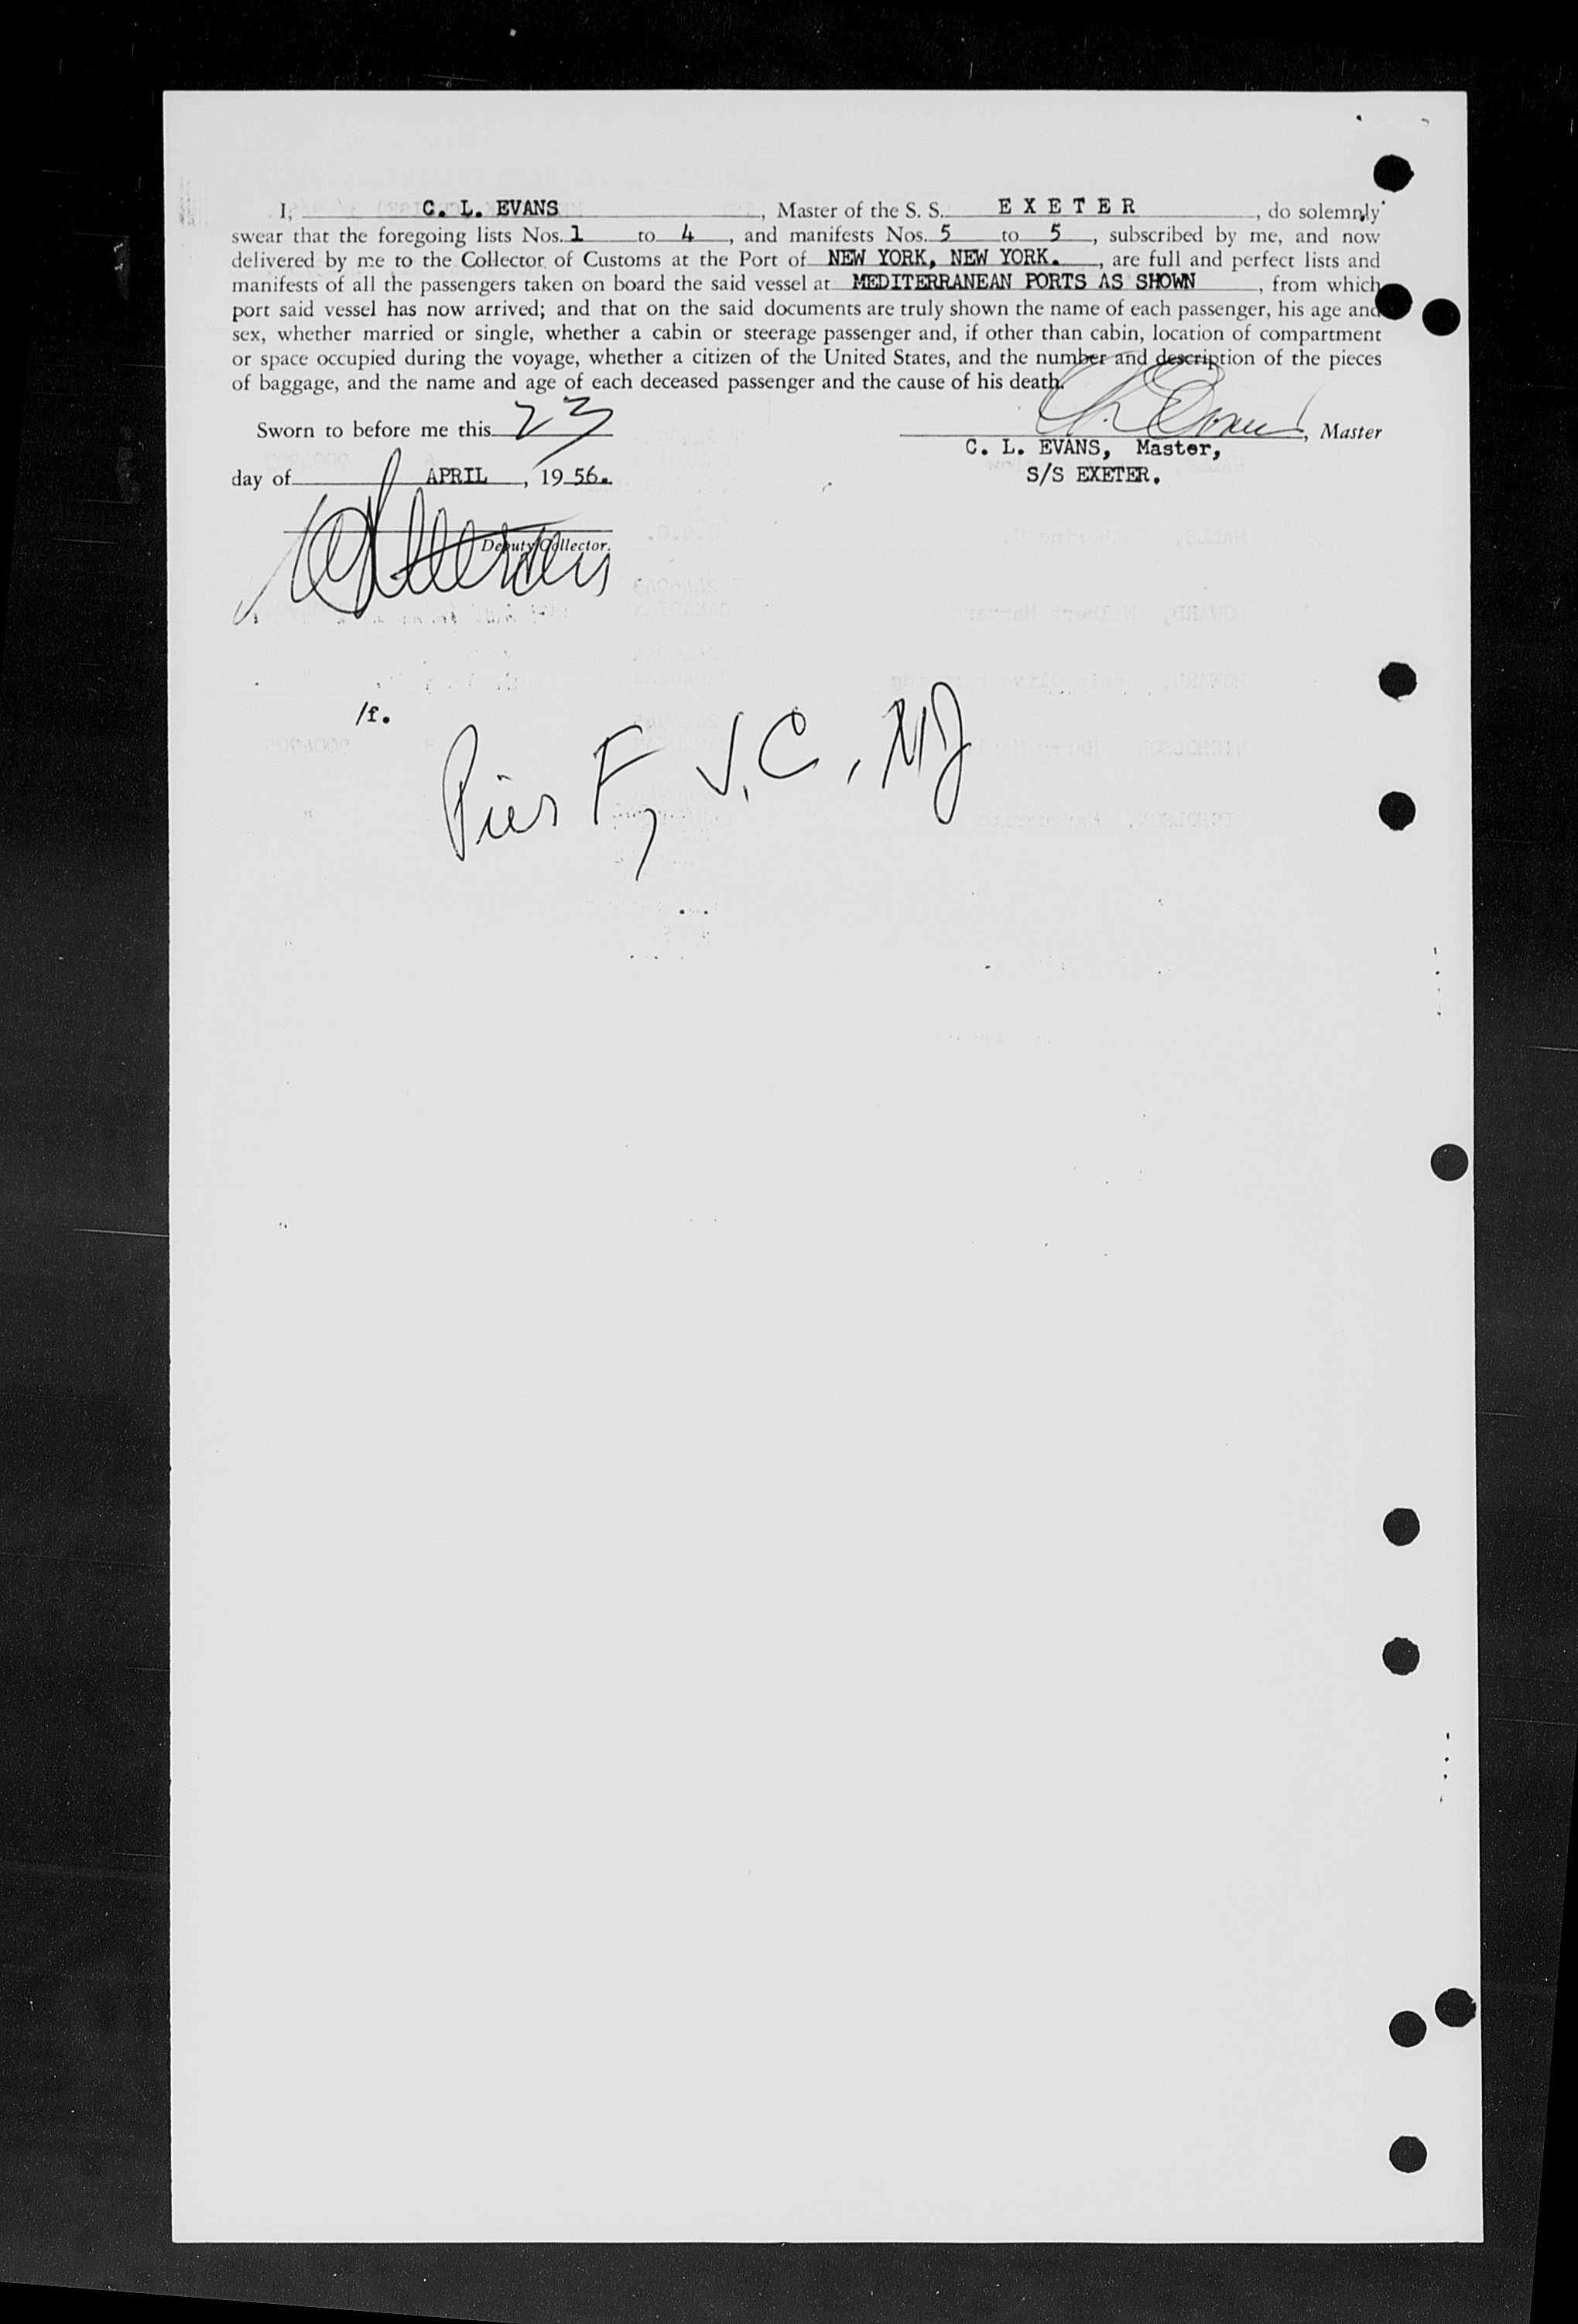 I, C. L. EVANS, Master of the S. S. E X E T E R, do solemnly
swear that the foregoing lists Nos. 1 to 4, and manifests Nos. 5 to 5, subscribed by me, and now
delivered by me to the Collector of Customs at the Port of NEW YORK, NEW YORK., are full and perfect lists and
manifests of all the passengers taken on board the said vessel at MEDITERRANEAN PORTS AS SHOWN, from which
port said vessel has now arrived; and that on the said documents are truly shown the name of each passenger, his age and
sex, whether married or single, whether a cabin or steerage passenger and, if other than cabin, location of compartment
or space occupied during the voyage, whether a citizen of the United States, and the number and description of the pieces
of baggage, and the name and age of each deceased passenger and the cause of his death.
Sworn to before me this 23
, Master
C. L. EVANS, Master,
day of APRIL, 1956.
S/S EXETER.
Deputy Collector.
/f.
Pier F, J.C., NJ